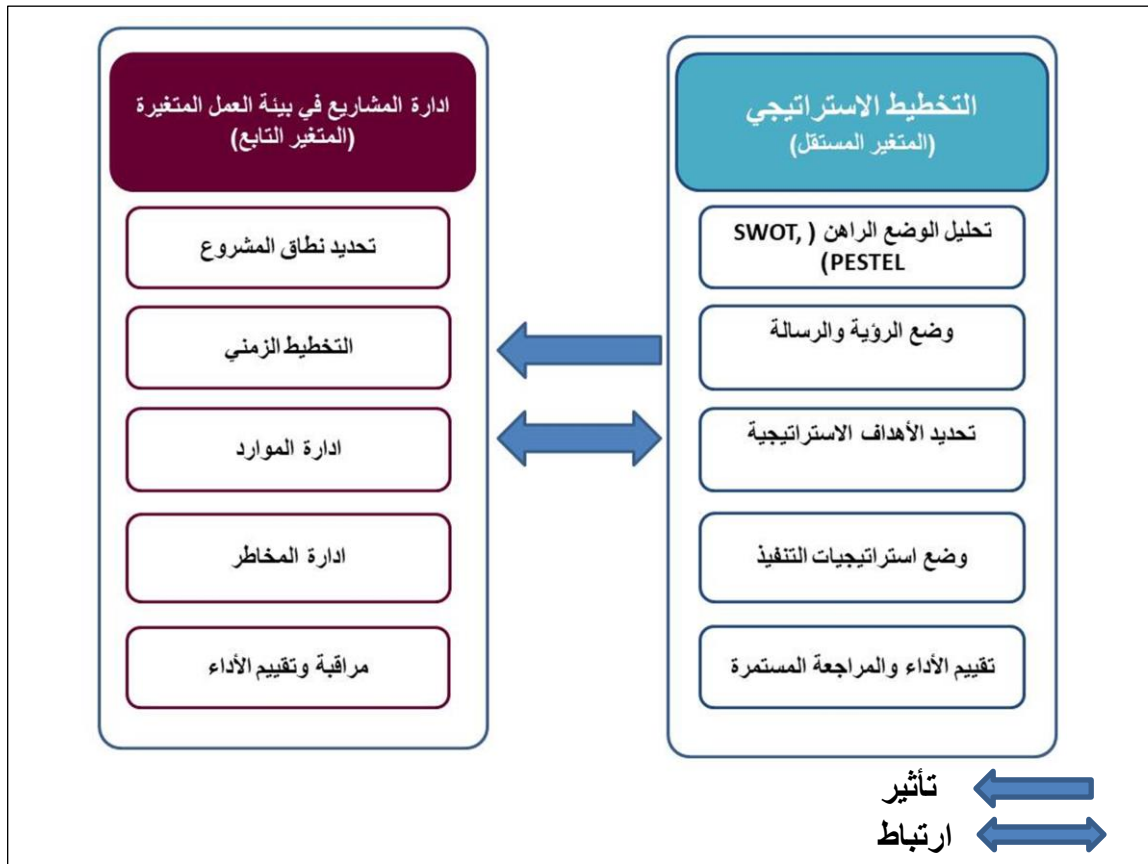 التخطيط الاستراتيجي
(المتغير المستقل)
تحليل الوضع الراهن ( SWOT,
PESTEL)
وضع الرؤية والرسالة
تحديد الأهداف الاستراتيجية
وضع استراتيجيات التنفيذ
تقييم الأداء والمراجعة المستمرة
ادارة المشاريع في بيئة العمل المتغيرة
(المتغير التابع)
تحديد نطاق المشروع
التخطيط الزمني
ادارة الموارد
ادارة المخاطر
مراقبة وتقييم الأداء
تأثير
ارتباط